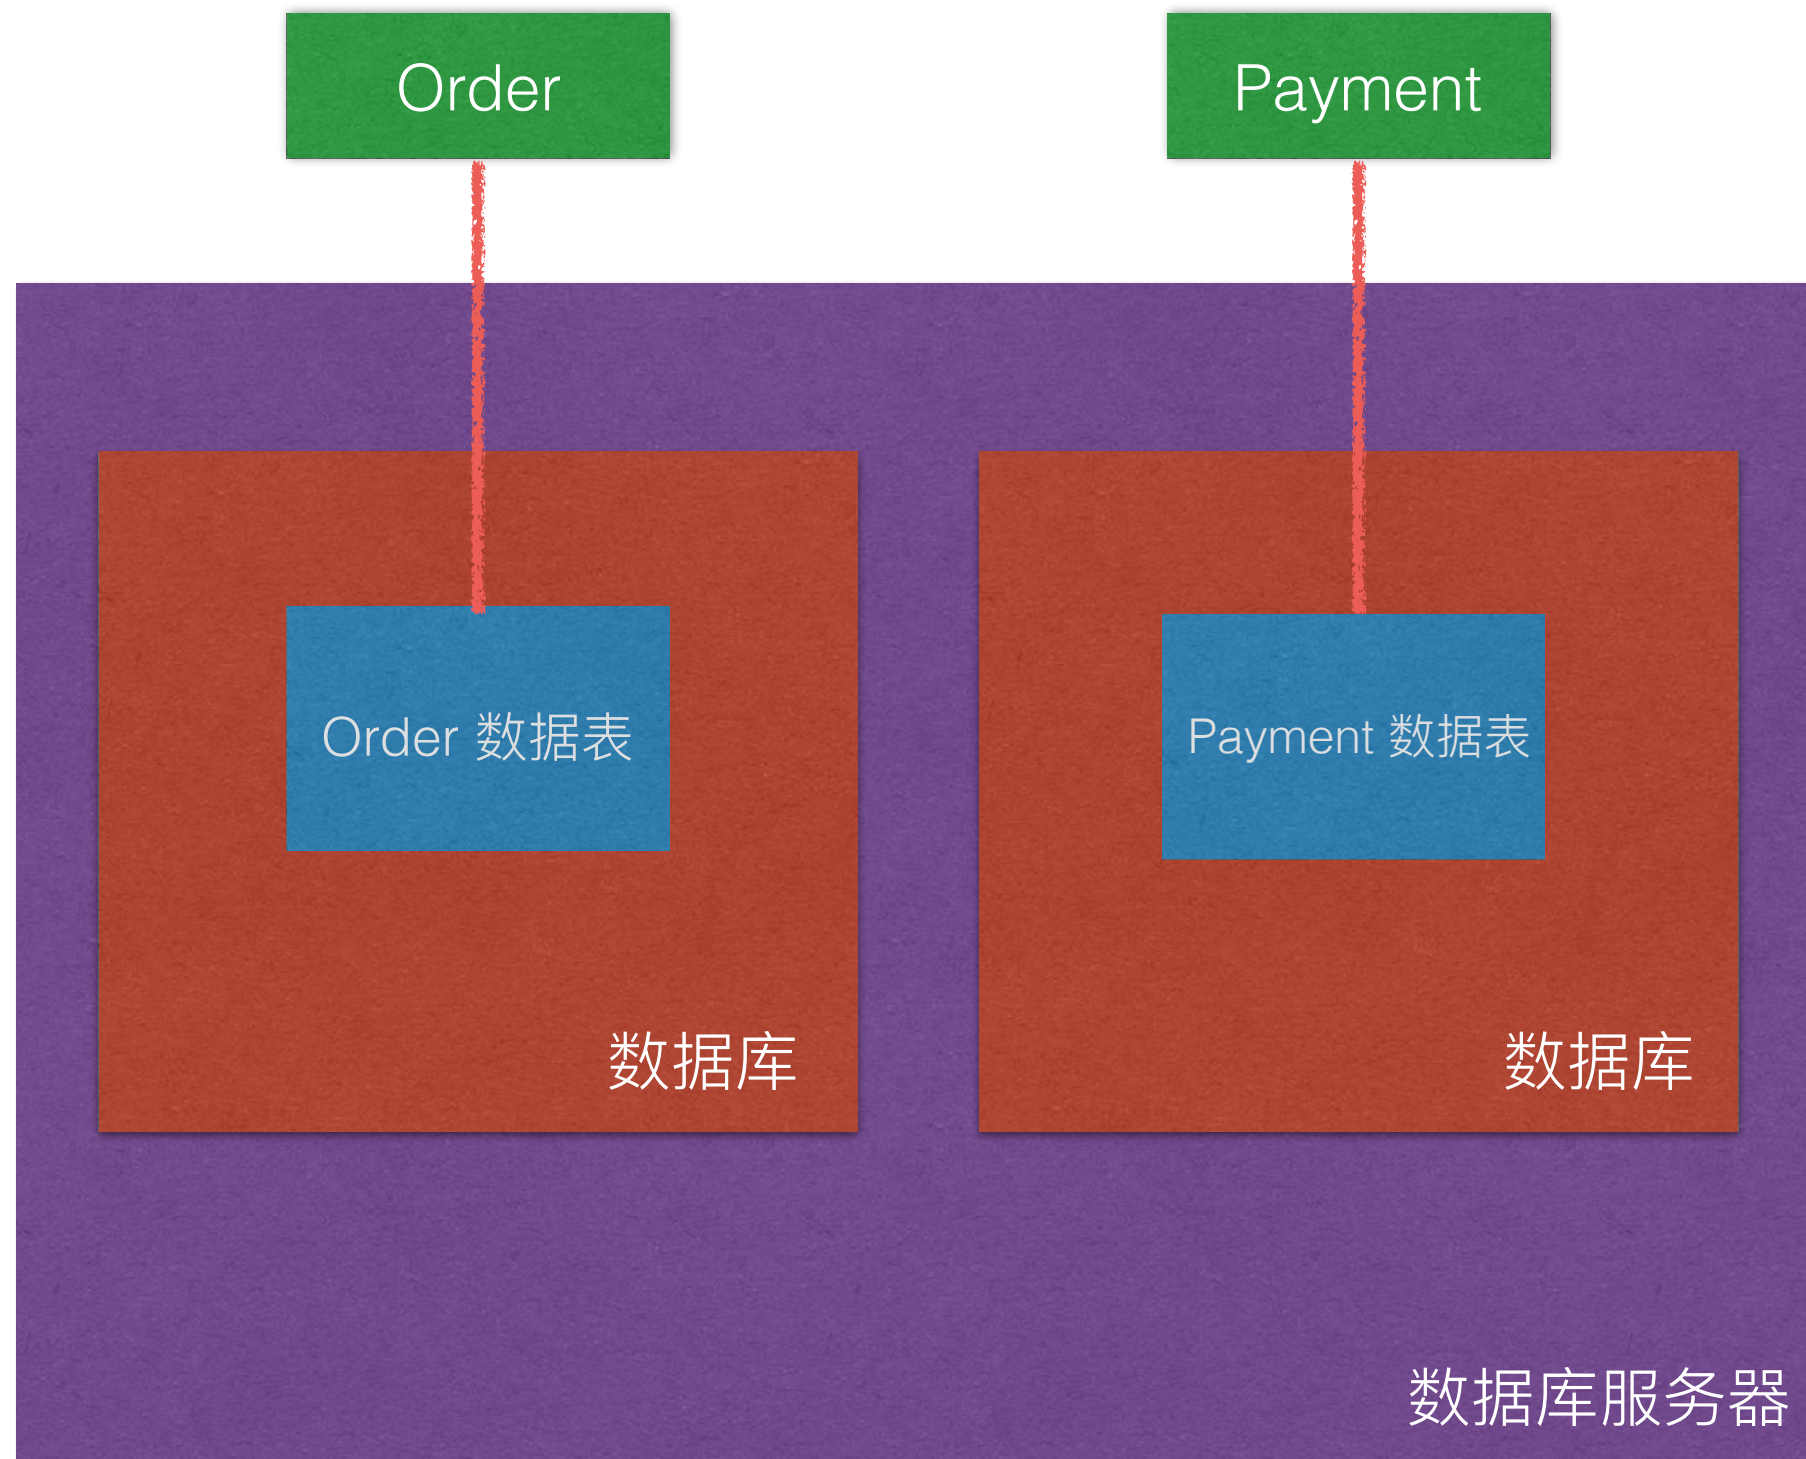 Order
Payment
Order 数据表
Payment 数据表
数据库
数据库
数据库服务器